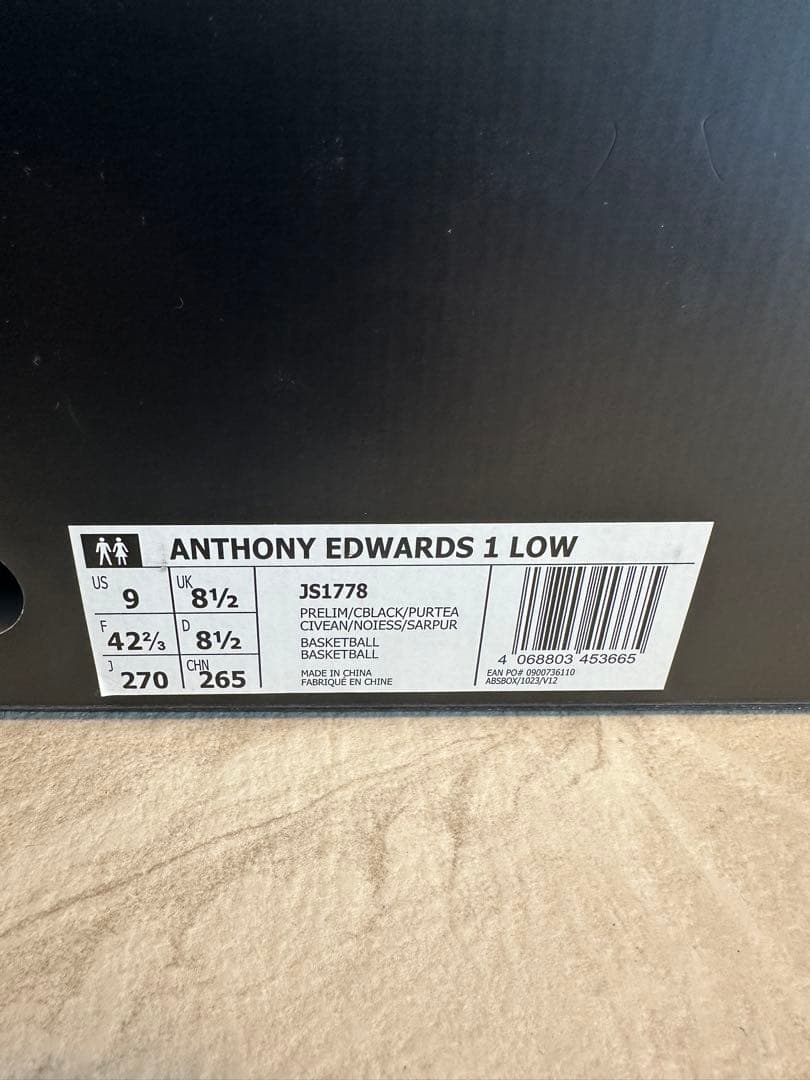 ANTHONY EDWARDS 1 LOW
US 9
UK 8½
F 42⅔
D 8½
J 270
CHN 265
JS1778
PRELIM/CBLACK/PURTEA
CIVEAN/NOIESS/SARPUR
BASKETBALL
BASKETBALL
MADE IN CHINA
FABRIQUÉ EN CHINE
4 068803 453665
EAN PO# 0900736110
ABSBOX/1023/V12